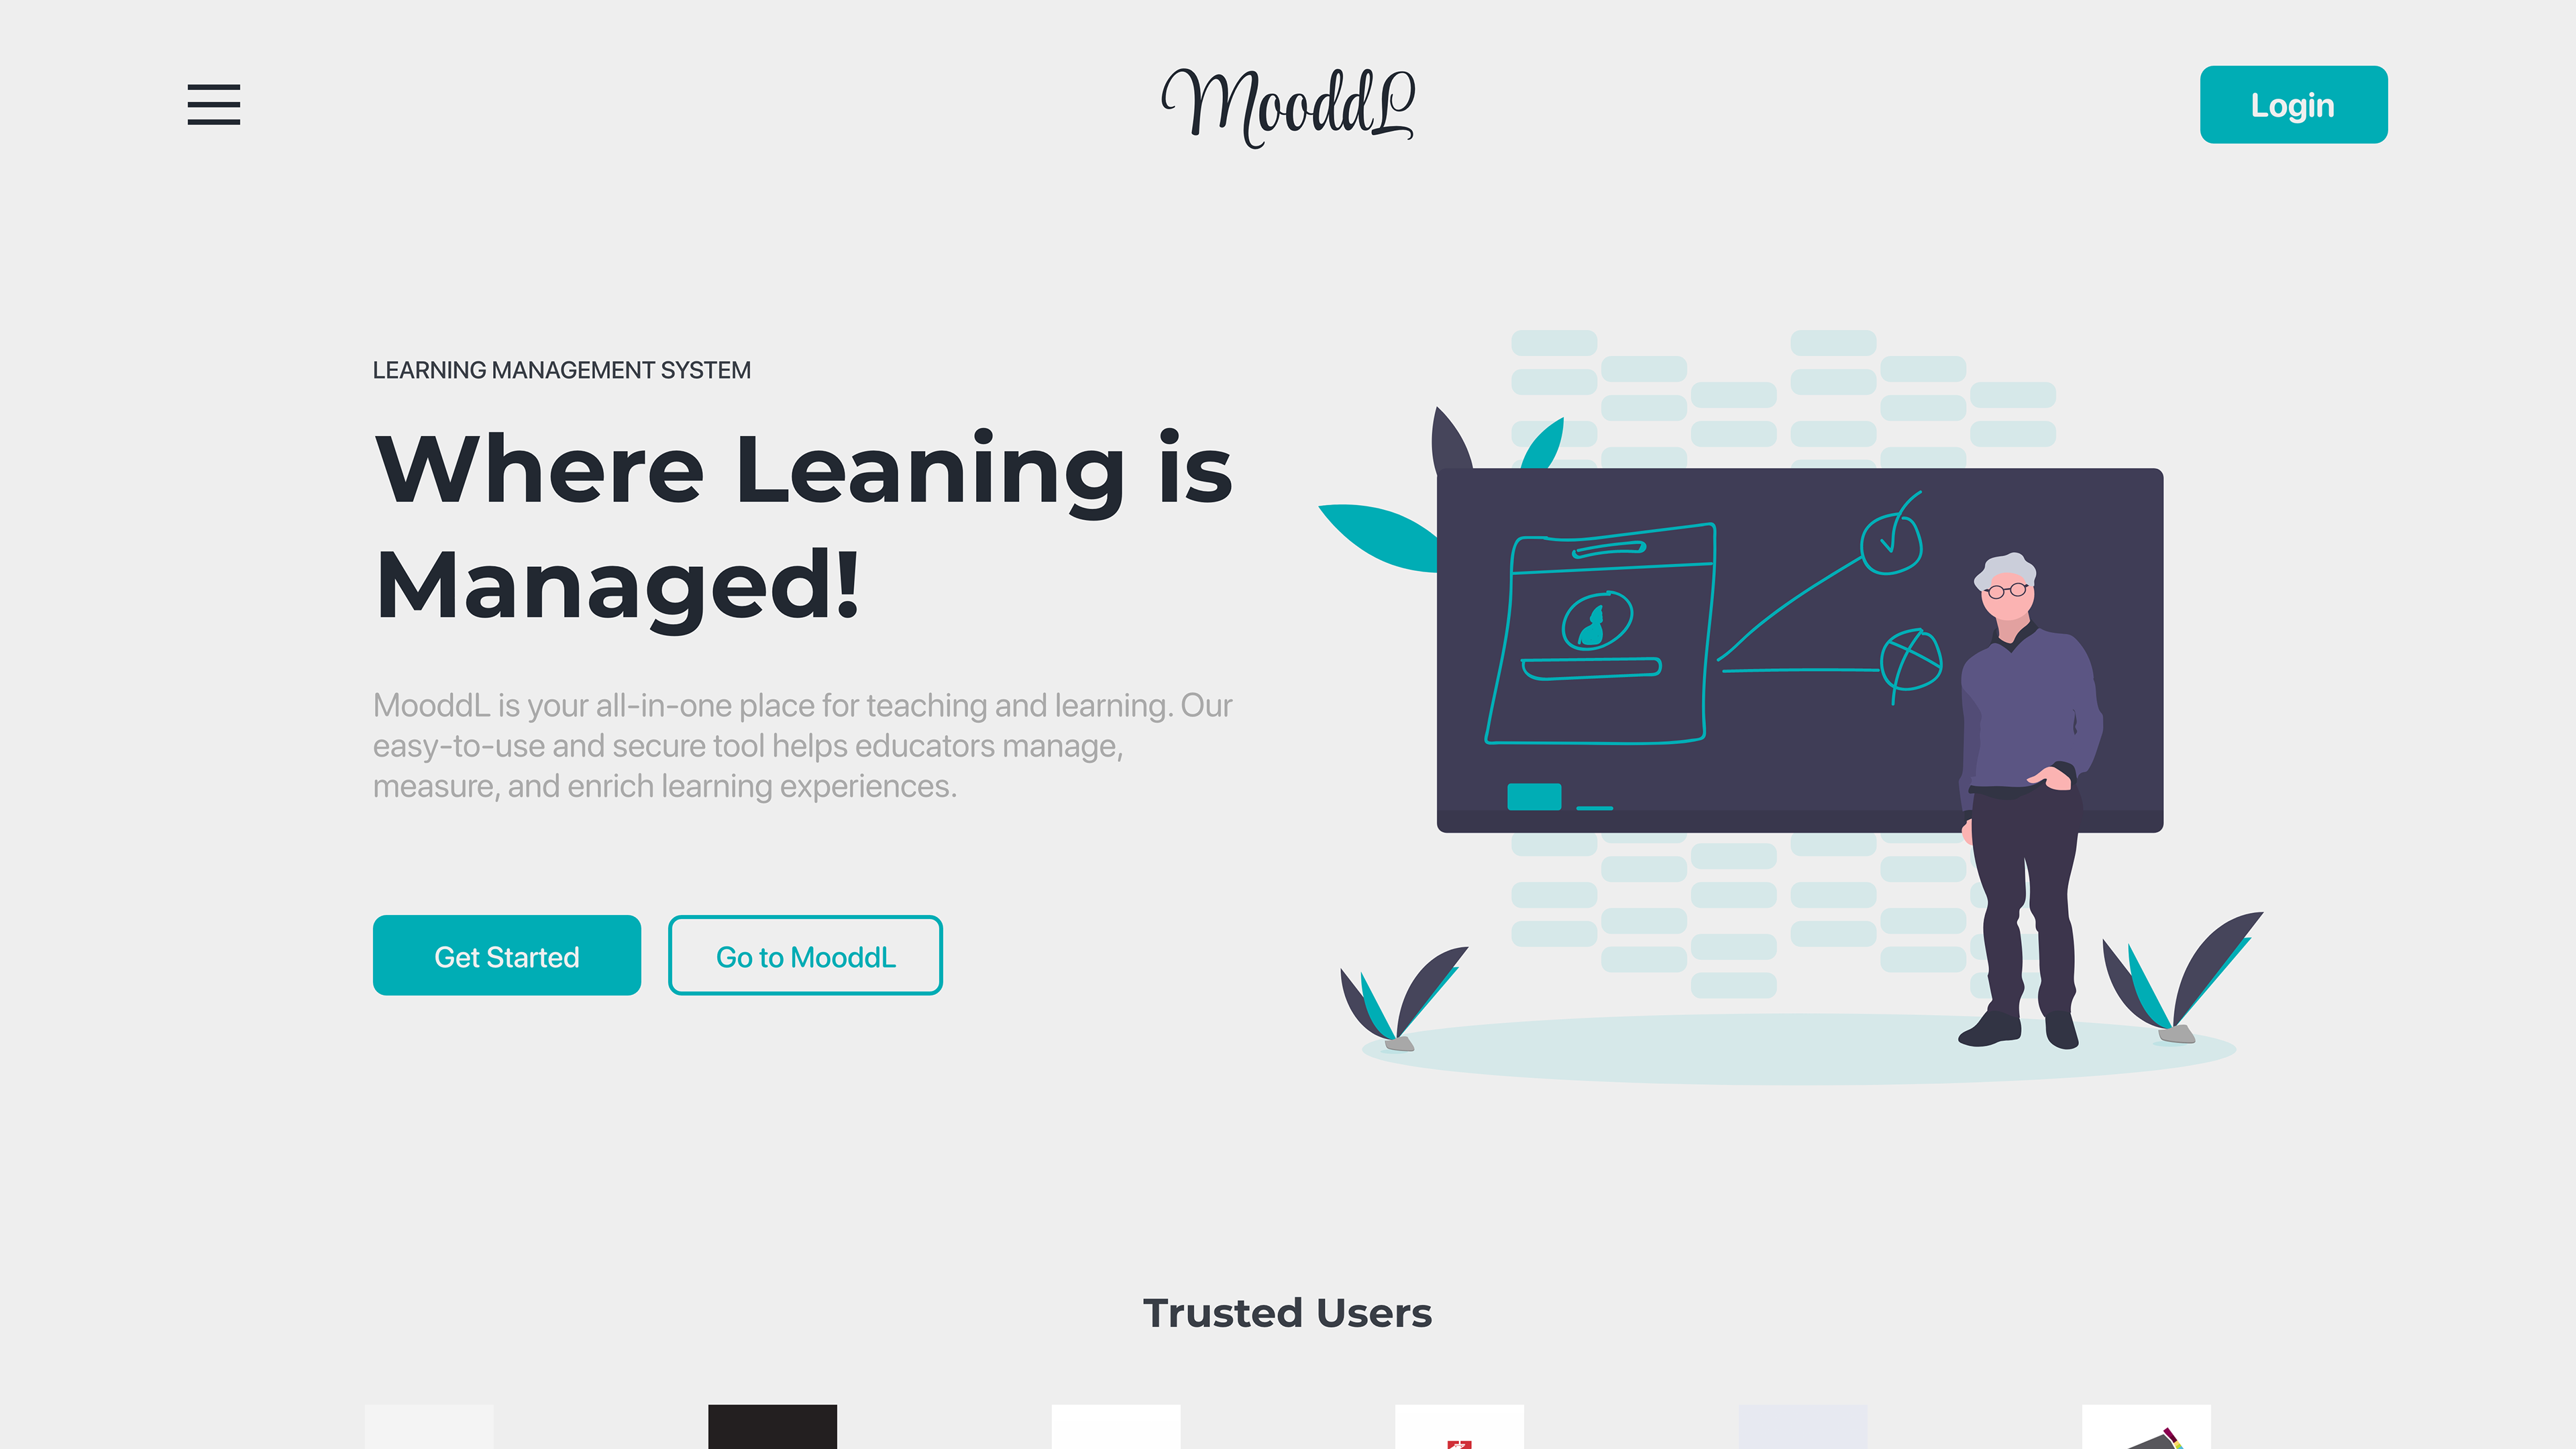 MooddL
Login
LEARNING MANAGEMENT SYSTEM
Where Leaning is
Managed!
MooddL is your all-in-one place for teaching and learning. Our
easy-to-use and secure tool helps educators manage,
measure, and enrich learning experiences.
Get Started
Go to MooddL
Trusted Users